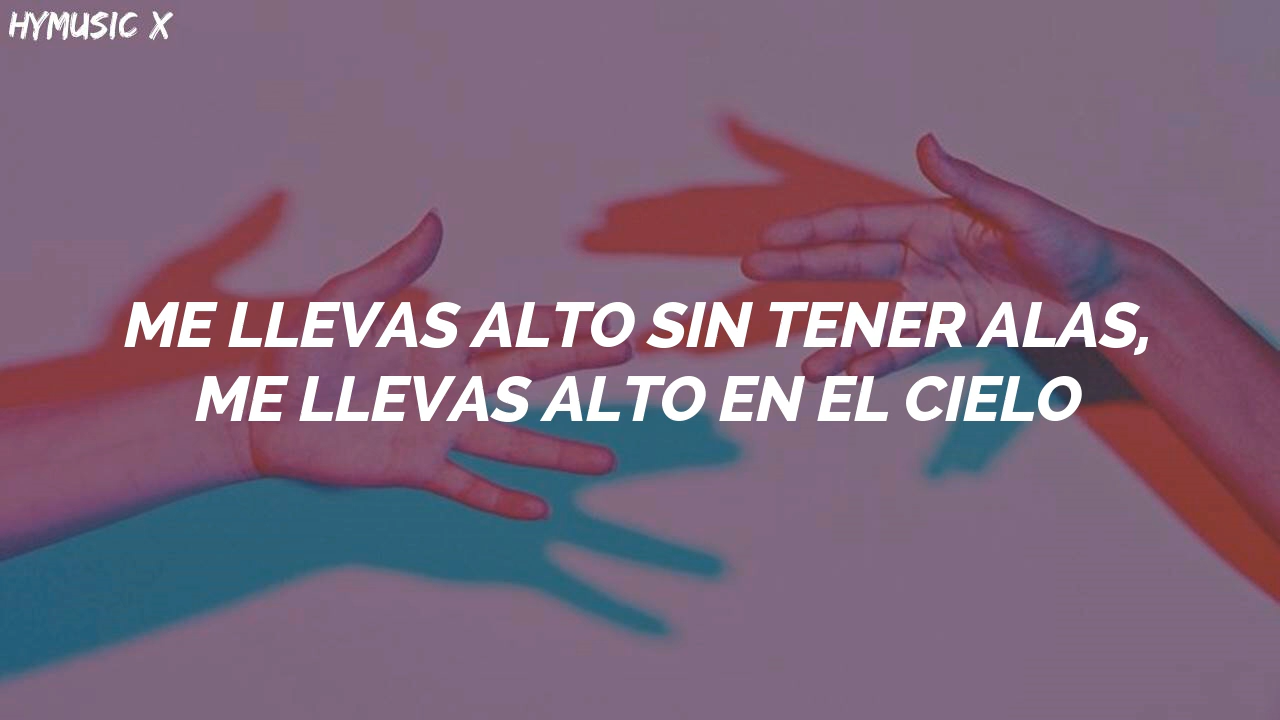 HYMUSIC X
ME LLEVAS ALTO SIN TENER ALAS,
ME LLEVAS ALTO EN EL CIELO